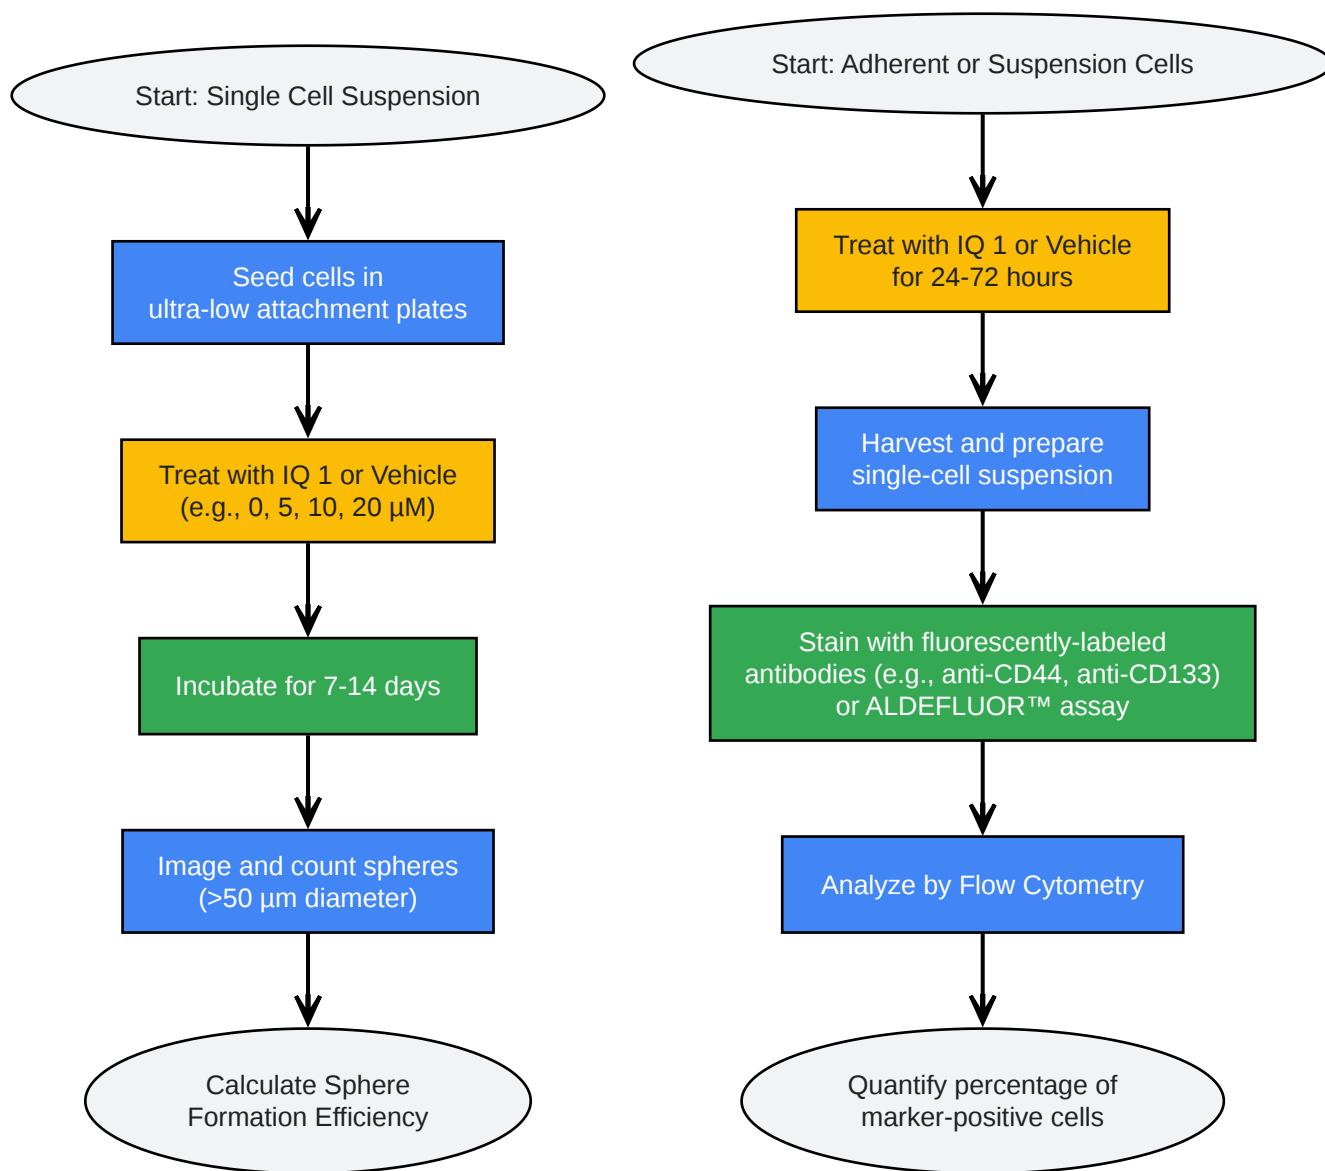 Start: Single Cell Suspension
Seed cells in
ultra-low attachment plates
Treat with IQ 1 or Vehicle
(e.g., 0, 5, 10, 20 µM)
Incubate for 7-14 days
Image and count spheres
(>50 µm diameter)
Calculate Sphere
Formation Efficiency
Start: Adherent or Suspension Cells
Treat with IQ 1 or Vehicle
for 24-72 hours
Harvest and prepare
single-cell suspension
Stain with fluorescently-labeled
antibodies (e.g., anti-CD44, anti-CD133)
or ALDEFLUOR™ assay
Analyze by Flow Cytometry
Quantify percentage of
marker-positive cells